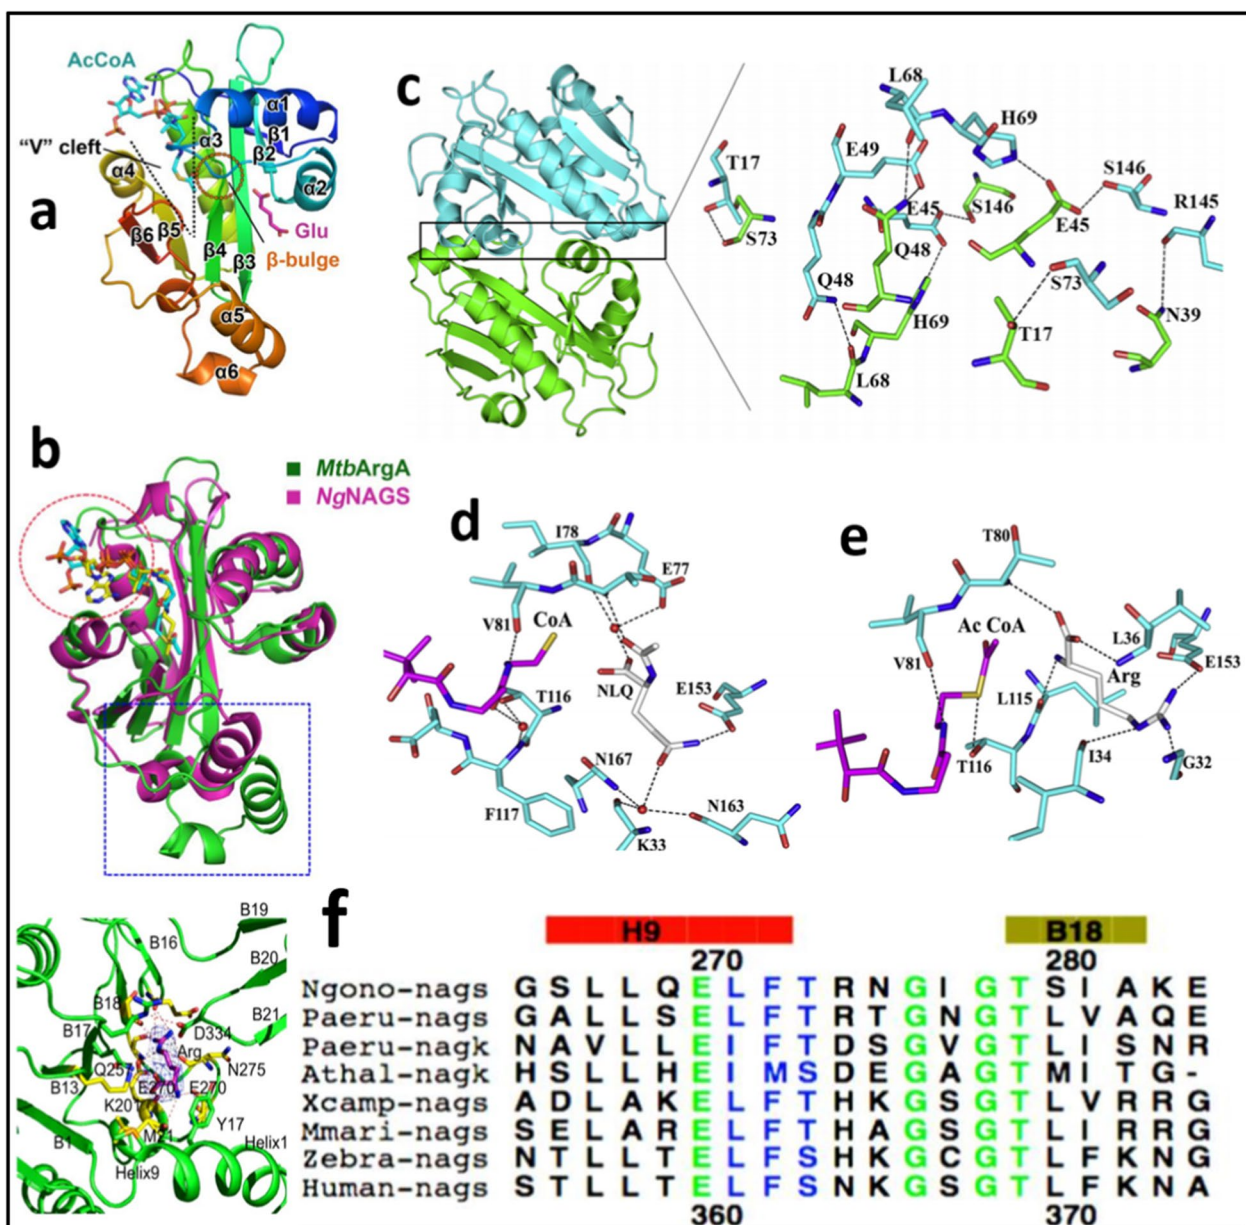 a
AcCoA
"V" cleft
α1
β1
β2
α3
α2
α4
Glu
β6
β5
β4
β3
β-bulge
α5
α6
b
MtbArgA
NgNAGS
c
T17
S73
L68
H69
E49
S146
E45
S146
R145
E45
Q48
Q48
S73
N39
H69
T17
L68
d
I78
E77
V81
CoA
NLQ
T116
E153
N167
F117
N163
K33
e
T80
Ac CoA
L36
V81
Arg
E153
L115
T116
I34
G32
B19
B16
B20
B18
B21
B17
D334
Arg
N275
Q257
B13
E270
E270
K201
Y17
B1
M21
Helix1
Helix9
f
H9 B18
270 280
Ngono-nags G S L L Q E L F T R N G I G T S I A K E
Paeru-nags G A L L S E L F T R T G N G T L V A Q E
Paeru-nagk N A V L L E I F T D S G V G T L I S N R
Athal-nagk H S L L H E I M S D E G A G T M I T G -
Xcamp-nags A D L A K E L F T H K G S G T L V R R G
Mmari-nags S E L A R E L F T H A G S G T L I R R G
Zebra-nags N T L L T E L F S H K G C G T L F K N G
Human-nags S T L L T E L F S N K G S G T L F K N A
360 370